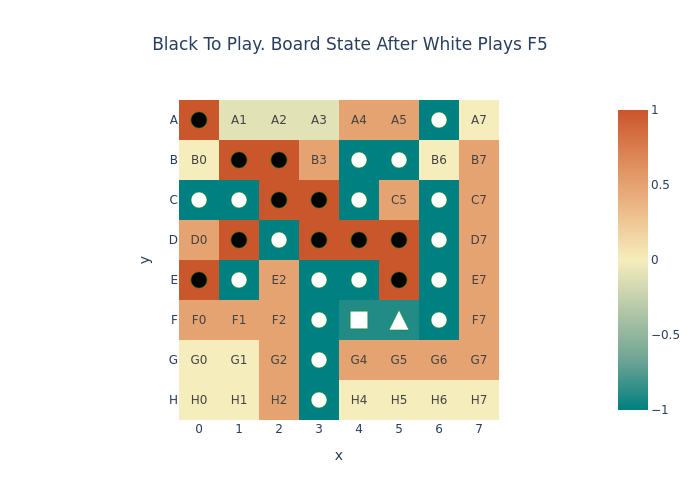 Black To Play. Board State After White Plays F5
A A1 A2 A3 A4 A5 A7
B B0 B3 B6 B7
C C5 C7
D D0 D7
E E2 E7
F F0 F1 F2 F7
G G0 G1 G2 G4 G5 G6 G7
H H0 H1 H2 H4 H5 H6 H7
0 1 2 3 4 5 6 7
x
y
1
0.5
0
−0.5
−1